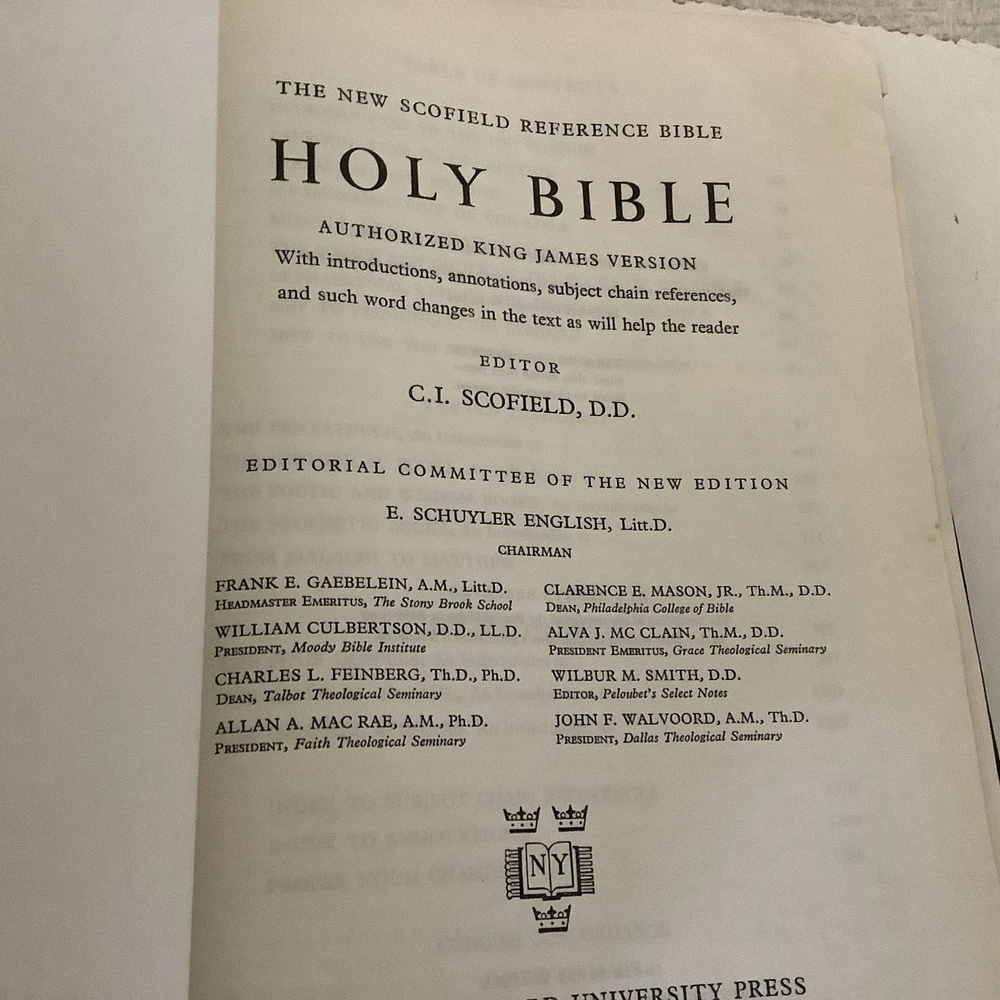 THE NEW SCOFIELD REFERENCE BIBLE
HOLY BIBLE
AUTHORIZED KING JAMES VERSION
With introductions, annotations, subject chain references,
and such word changes in the text as will help the reader
EDITOR
C.I. SCOFIELD, D.D.
EDITORIAL COMMITTEE OF THE NEW EDITION
E. SCHUYLER ENGLISH, Litt.D.
CHAIRMAN
FRANK E. GAEBELEIN, A.M., Litt.D.
HEADMASTER EMERITUS, The Stony Brook School
WILLIAM CULBERTSON, D.D., LL.D.
PRESIDENT, Moody Bible Institute
CHARLES L. FEINBERG, Th.D., Ph.D.
DEAN, Talbot Theological Seminary
ALLAN A. MAC RAE, A.M., Ph.D.
PRESIDENT, Faith Theological Seminary
CLARENCE E. MASON, JR., Th.M., D.D.
DEAN, Philadelphia College of Bible
ALVA J. MC CLAIN, Th.M., D.D.
PRESIDENT EMERITUS, Grace Theological Seminary
WILBUR M. SMITH, D.D.
EDITOR, Peloubet's Select Notes
JOHN F. WALVOORD, A.M., Th.D.
PRESIDENT, Dallas Theological Seminary
NY
UNIVERSITY PRESS